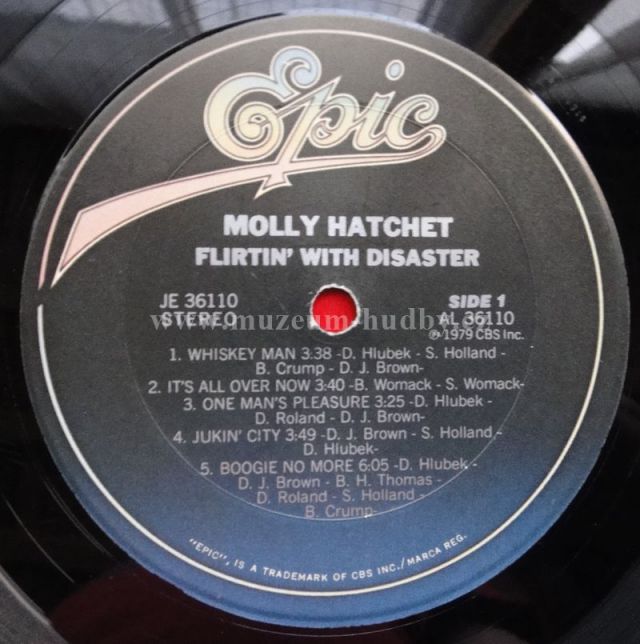 Epic
MOLLY HATCHET
FLIRTIN' WITH DISASTER
JE 36110
STEREO
SIDE 1
AL 36110
℗ 1979 CBS Inc.
www.muzeum-hudby.cz
1. WHISKEY MAN 3:38 -D. Hlubek - S. Holland -
B. Crump - D. J. Brown-
2. IT'S ALL OVER NOW 3:40 -B. Womack - S. Womack-
3. ONE MAN'S PLEASURE 3:25 -D. Hlubek -
D. Roland - D. J. Brown-
4. JUKIN' CITY 3:49 -D. J. Brown - S. Holland -
D. Hlubek-
5. BOOGIE NO MORE 6:05 -D. Hlubek -
D. J. Brown - B. H. Thomas -
D. Roland - S. Holland -
B. Crump-
"EPIC", IS A TRADEMARK OF CBS INC./MARCA REG.